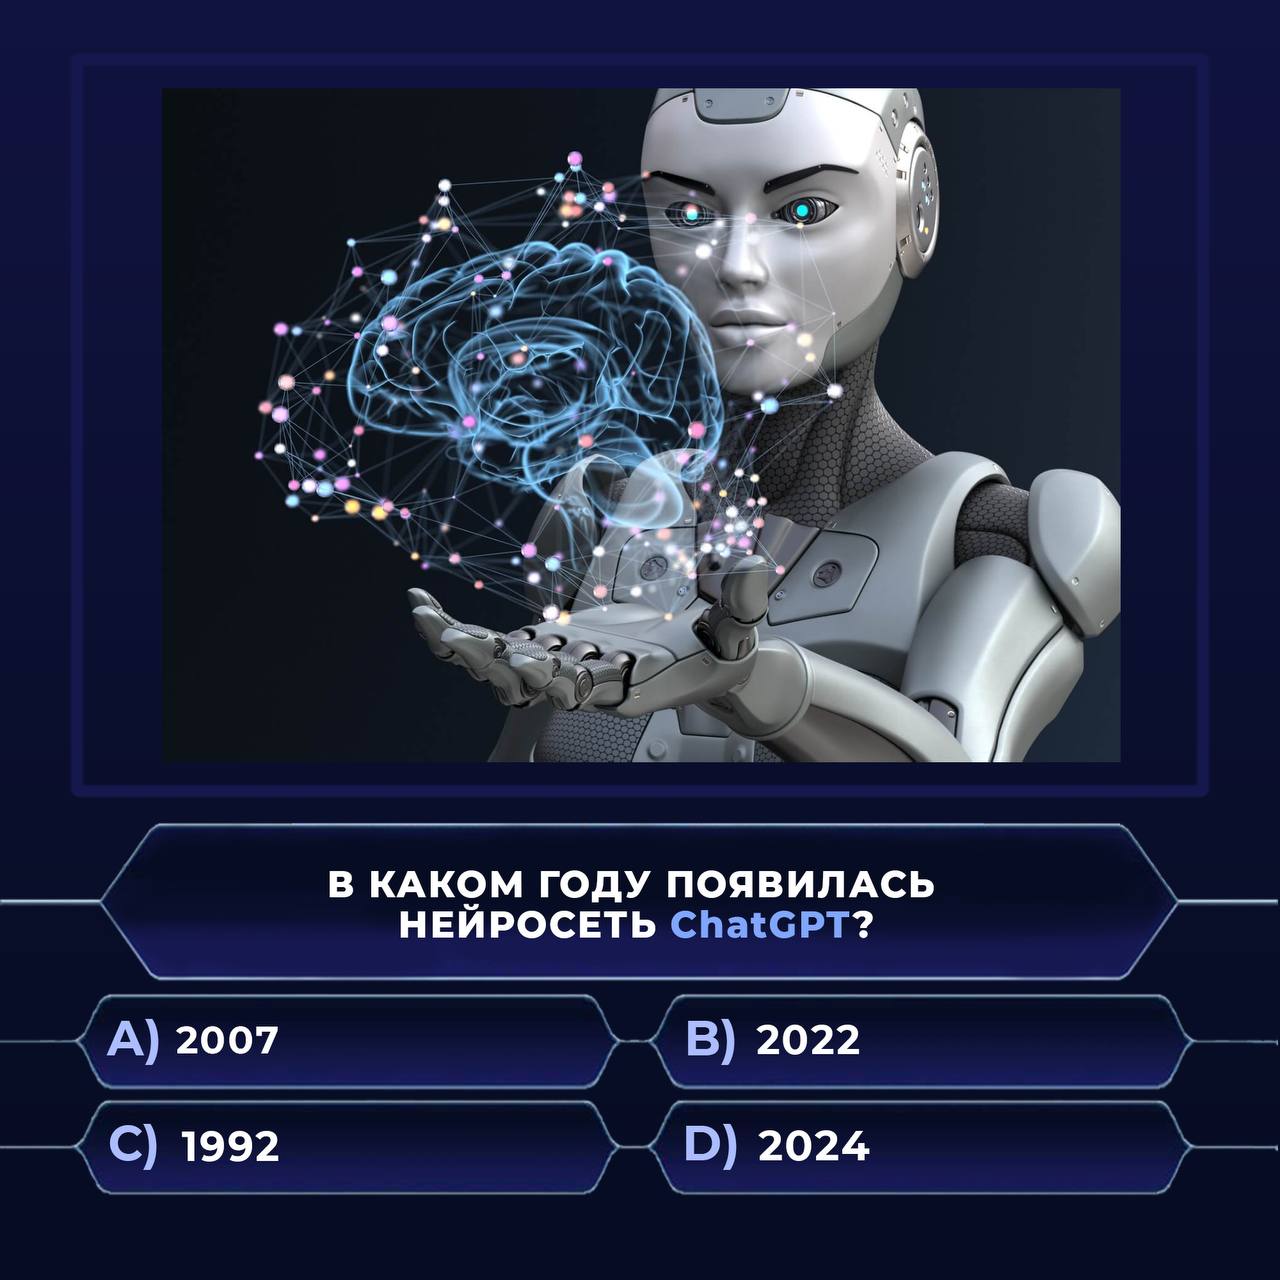 В КАКОМ ГОДУ ПОЯВИЛАСЬ
НЕЙРОСЕТЬ ChatGPT?
A) 2007
B) 2022
C) 1992
D) 2024